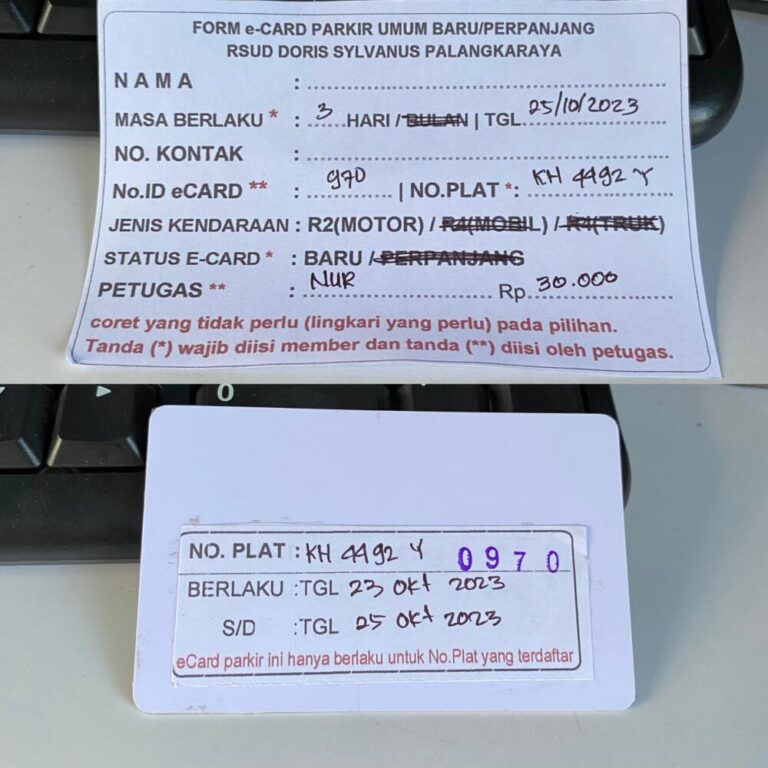 FORM e-CARD PARKIR UMUM BARU/PERPANJANG
RSUD DORIS SYLVANUS PALANGKARAYA
NAMA :
MASA BERLAKU * : 3 HARI / BULAN | TGL 25/10/2023
NO. KONTAK :
No.ID eCARD ** : 970 | NO.PLAT *: KH 4492 Y
JENIS KENDARAAN : R2(MOTOR) / R4(MOBIL) / R4(TRUK)
STATUS E-CARD * : BARU / PERPANJANG
PETUGAS ** : NUR Rp 30.000
coret yang tidak perlu (lingkari yang perlu) pada pilihan.
Tanda (*) wajib diisi member dan tanda (**) diisi oleh petugas.
0
NO. PLAT : KH 4492 Y 0970
BERLAKU :TGL 23 Okt 2023
S/D :TGL 25 Okt 2023
eCard parkir ini hanya berlaku untuk No.Plat yang terdaftar